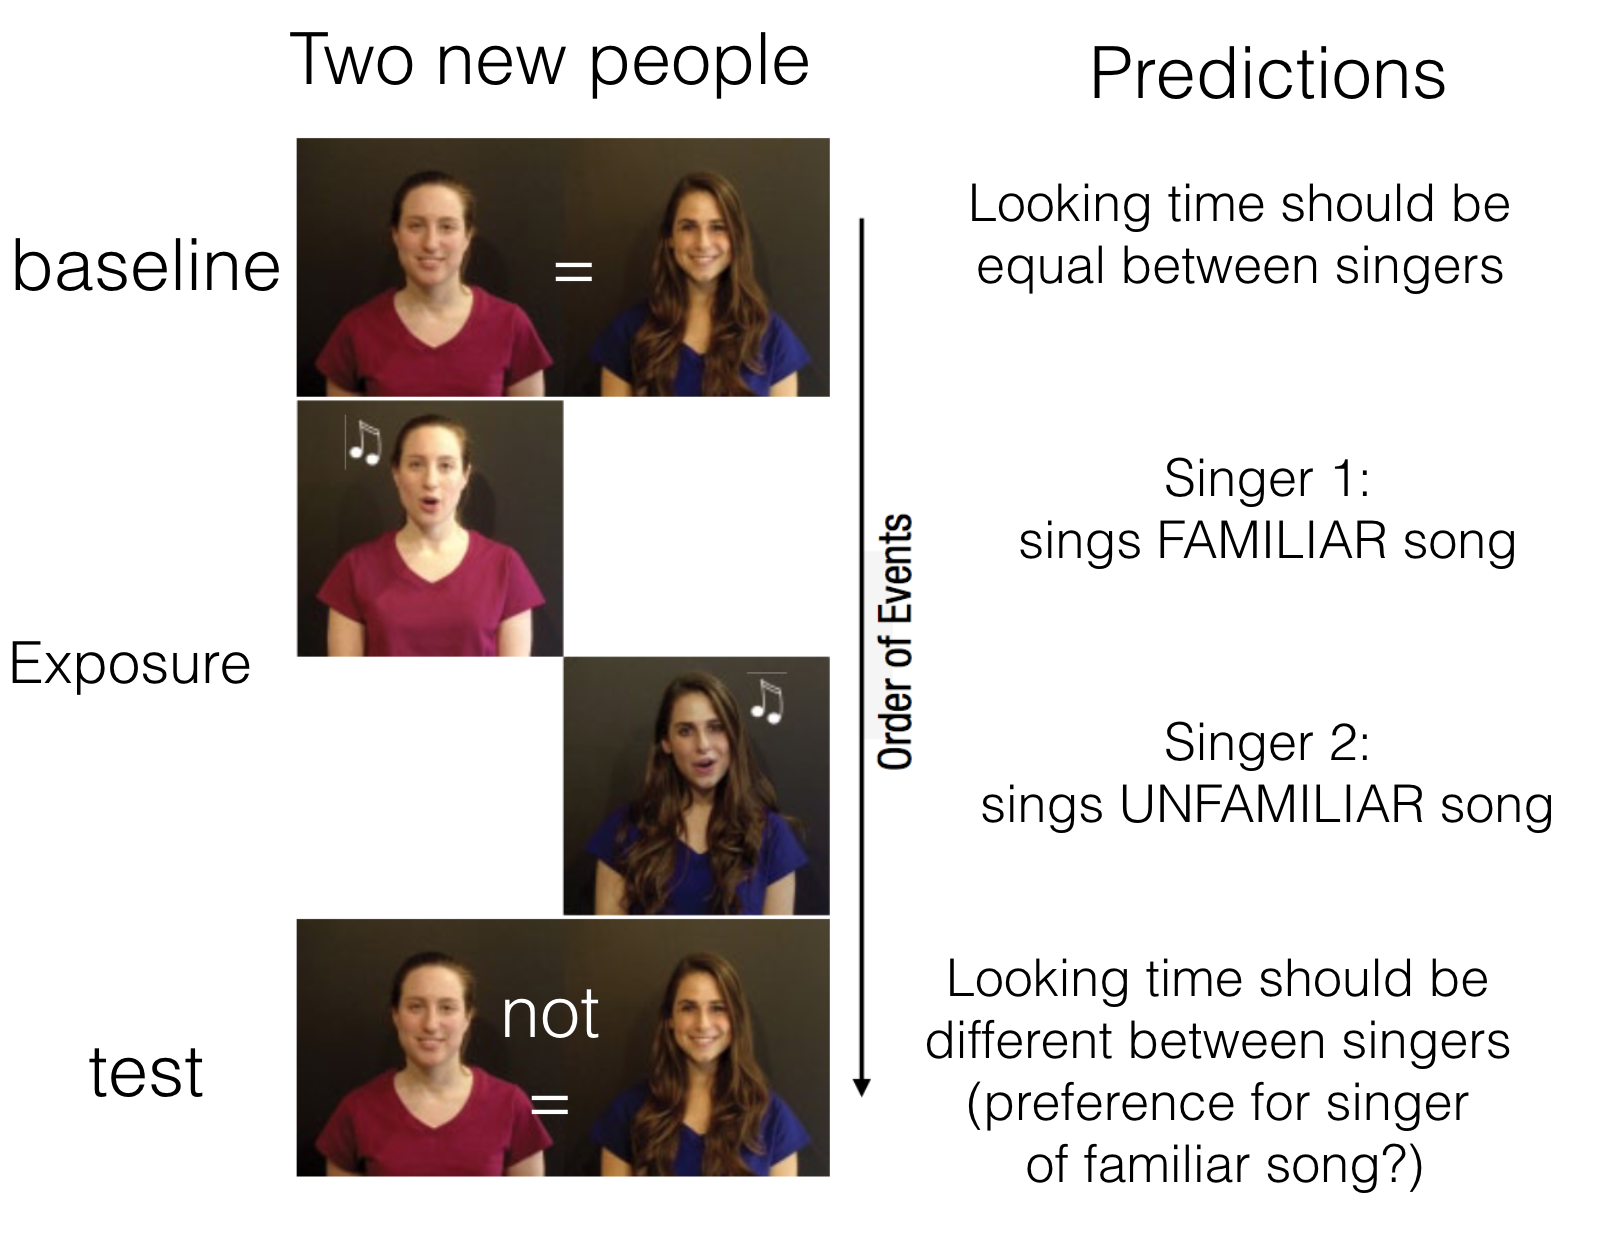 Two new people
Predictions
baseline
=
Looking time should be
equal between singers
Exposure
Singer 1:
sings FAMILIAR song
Order of Events
Singer 2:
sings UNFAMILIAR song
test
not
=
Looking time should be
different between singers
(preference for singer
of familiar song?)